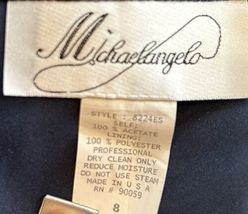 Michaelangelo
STYLE: 8224ES
SELF:
100 % ACETATE
LINING:
100 % POLYESTER
PROFESSIONAL
DRY CLEAN ONLY
REDUCE MOISTURE
DO NOT USE STEAM
MADE IN U S A
RN # 90059
8